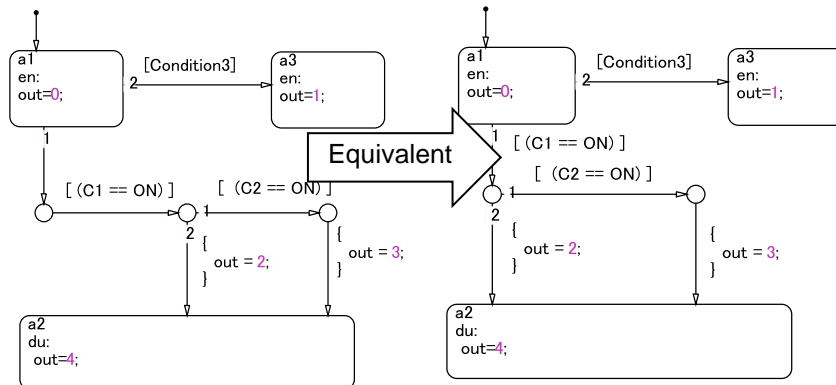 a1
en:
out=0;
[Condition3]
2
a3
en:
out=1;
1
[(C1 == ON)]
[ (C2 == ON)]
1
2
{
out = 2;
}
{
out = 3;
}
a2
du:
out=4;
Equivalent
a1
en:
out=0;
[Condition3]
2
a3
en:
out=1;
1
[(C1 == ON)]
[ (C2 == ON)]
1
2
{
out = 2;
}
{
out = 3;
}
a2
du:
out=4;